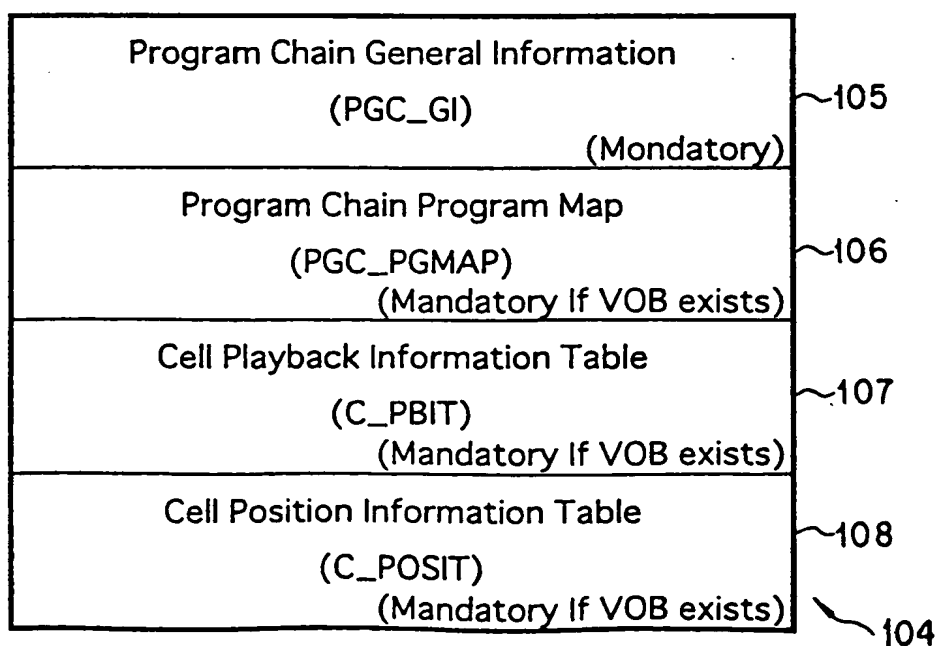 Program Chain General Information
(PGC_GI)
(Mondatory)
105
Program Chain Program Map
(PGC_PGMAP)
(Mandatory If VOB exists)
106
Cell Playback Information Table
(C_PBIT)
(Mandatory If VOB exists)
107
Cell Position Information Table
(C_POSIT)
(Mandatory If VOB exists)
108
104